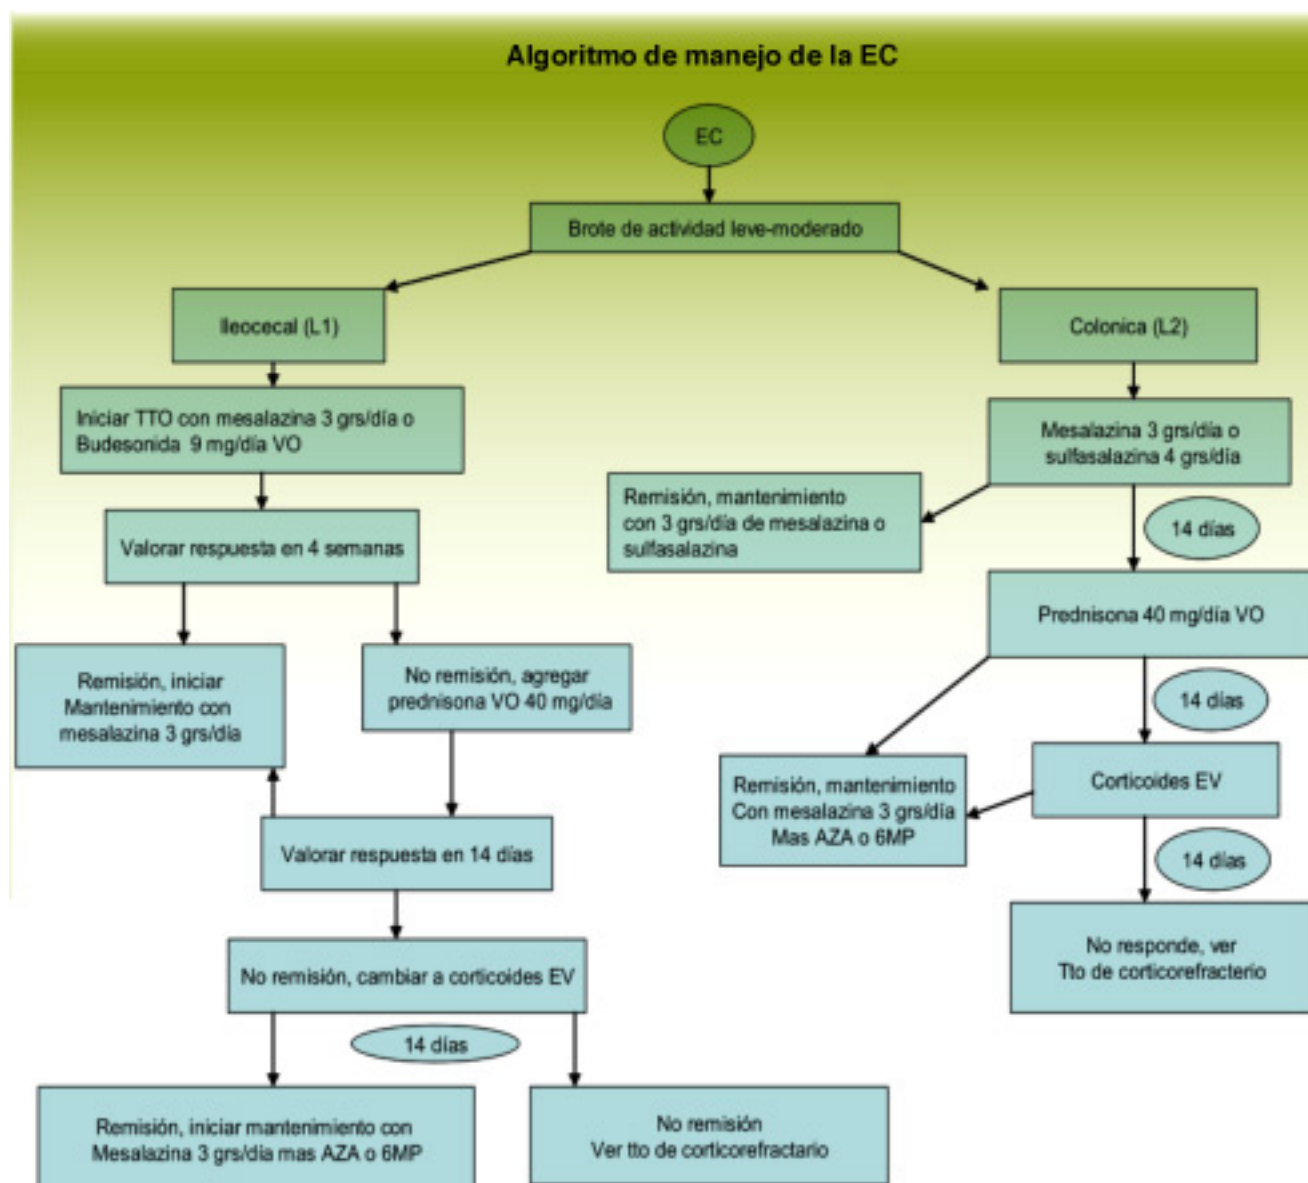 Algoritmo de manejo de la EC
EC
Brote de actividad leve-moderado
Ileocecal (L1)
Iniciar TTO con mesalazina 3 grs/día o
Budesonida 9 mg/día VO
Valorar respuesta en 4 semanas
Remisión, iniciar
Mantenimiento con
mesalazina 3 grs/día
No remisión, agregar
prednisona VO 40 mg/día
Valorar respuesta en 14 días
No remisión, cambiar a corticoides EV
14 días
Remisión, iniciar mantenimiento con
Mesalazina 3 grs/día mas AZA o 6MP
No remisión
Ver tto de corticorefractario
Colonica (L2)
Mesalazina 3 grs/día o
sulfasalazina 4 grs/día
Remisión, mantenimiento
con 3 grs/día de mesalazina o
sulfasalazina
14 días
Prednisona 40 mg/día VO
14 días
Remisión, mantenimiento
Con mesalazina 3 grs/día
Mas AZA o 6MP
Corticoides EV
14 días
No responde, ver
Tto de corticorefracterio